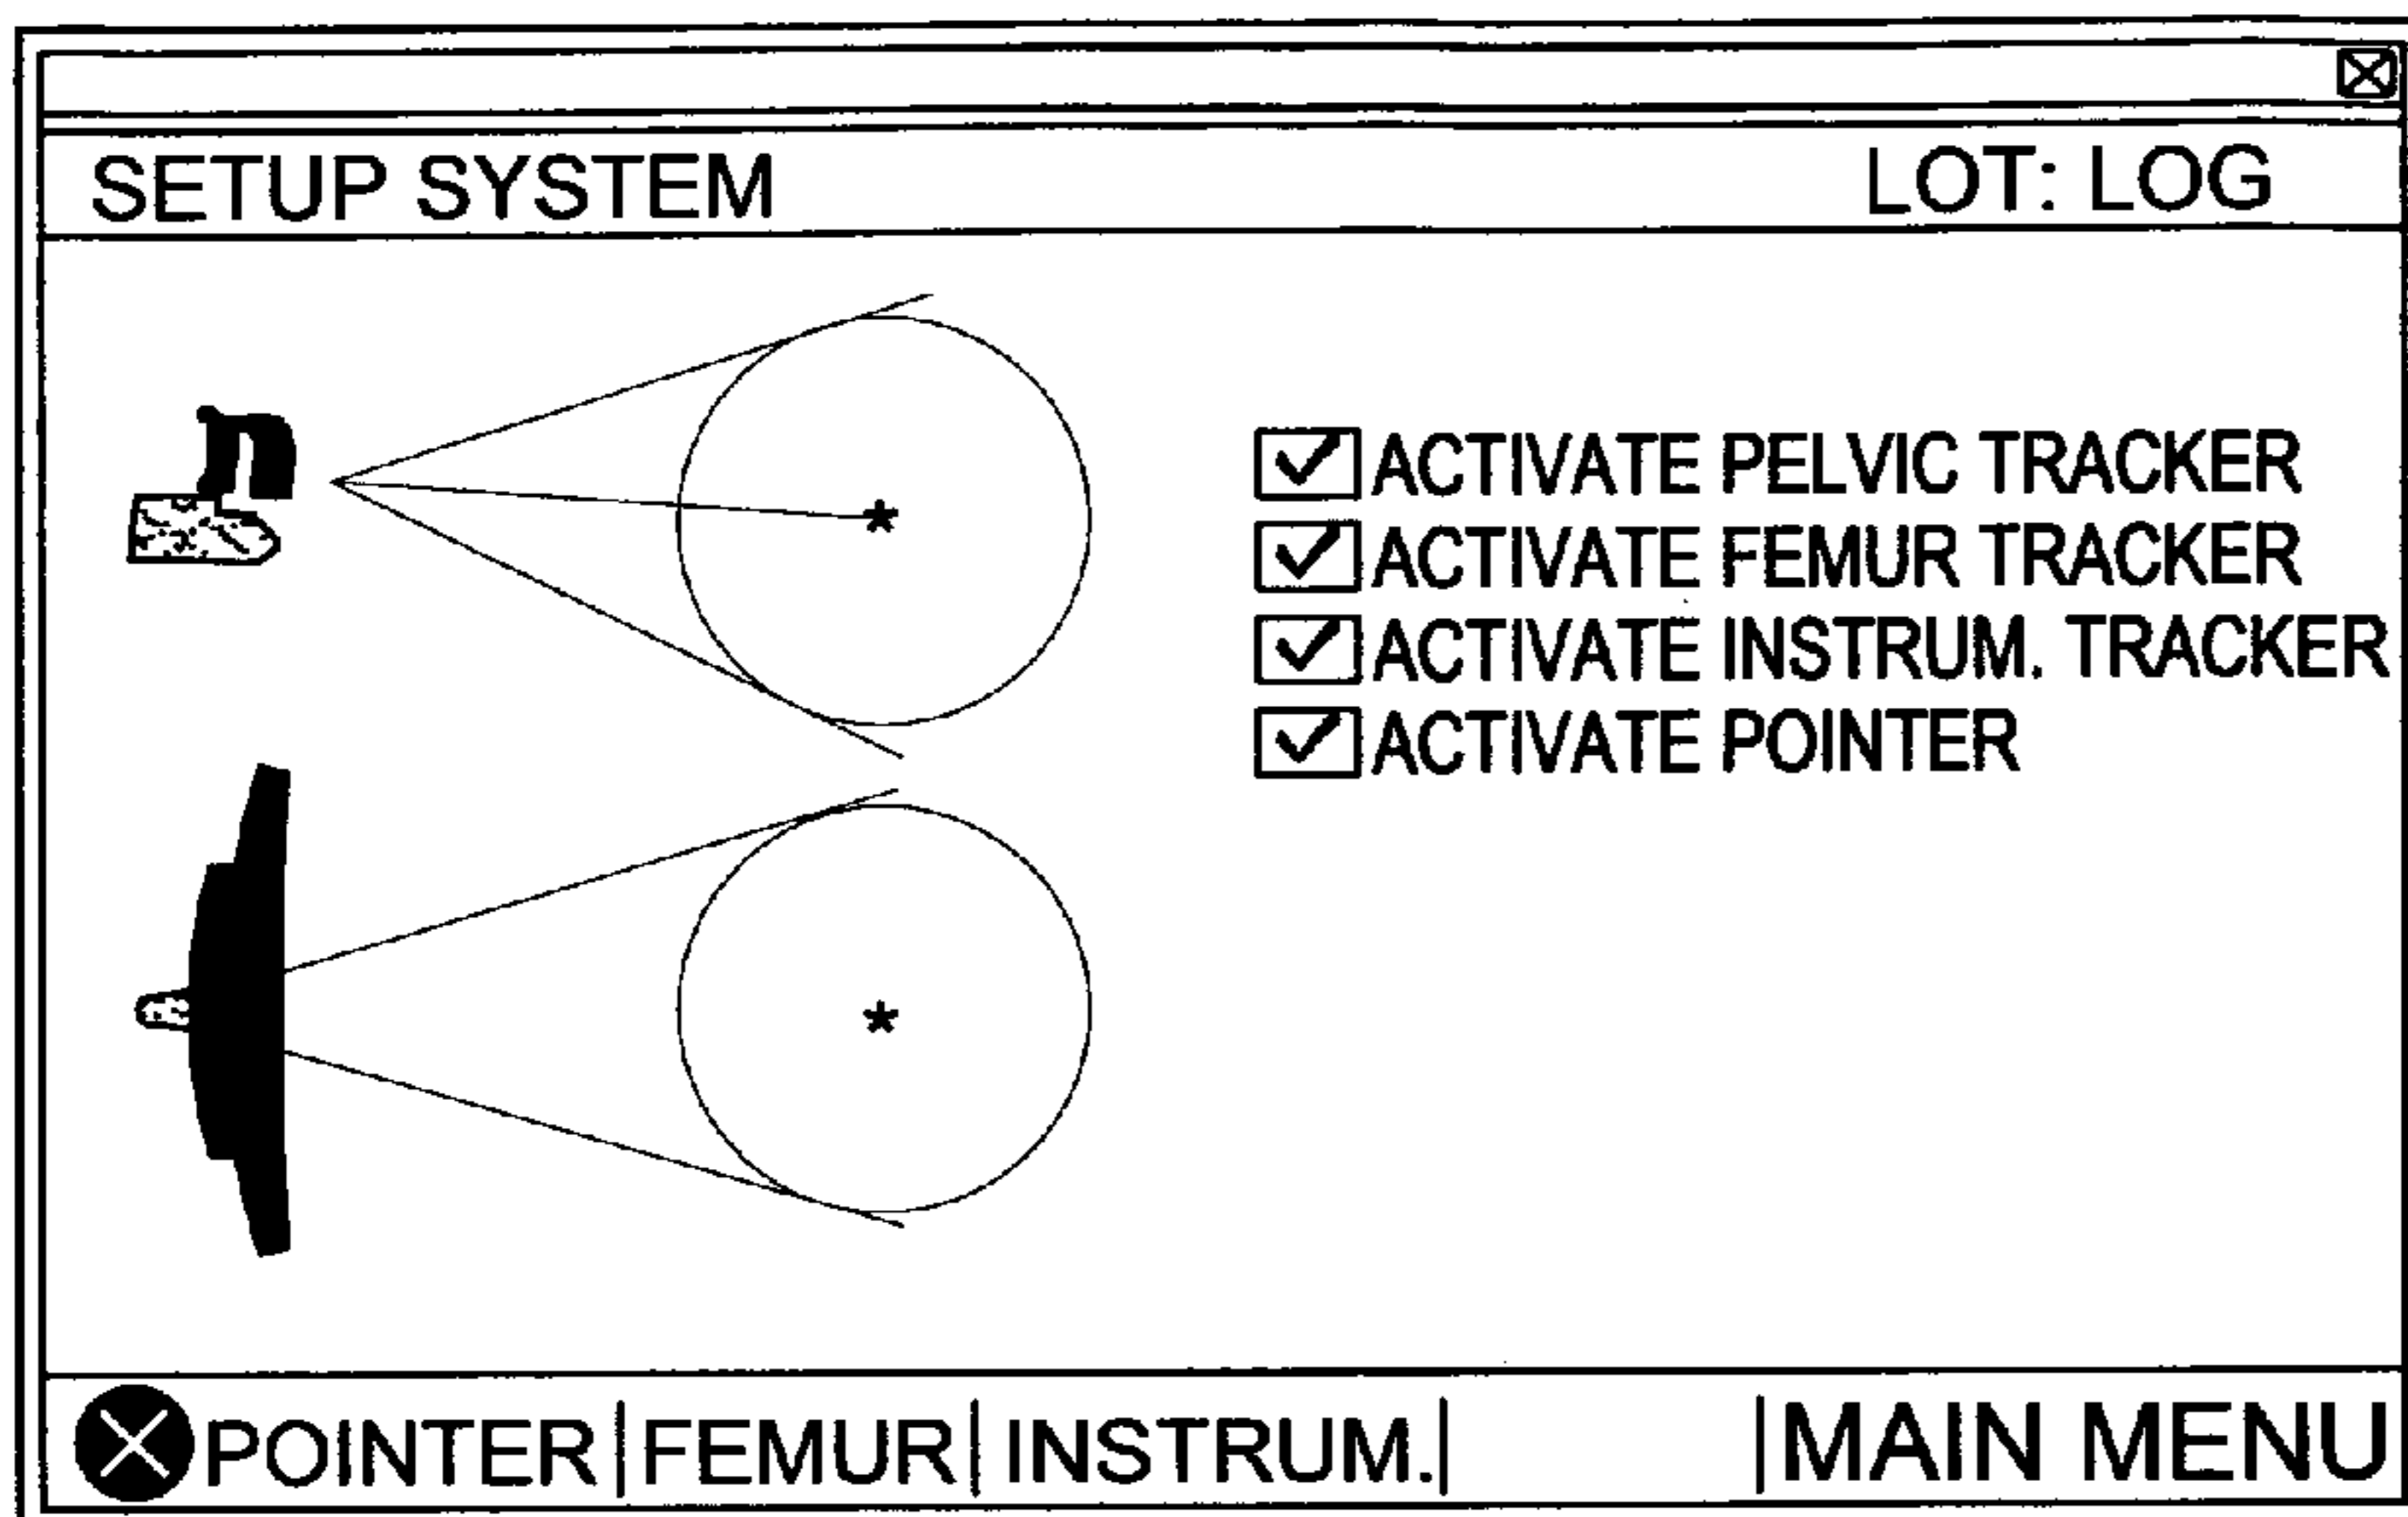 SETUP SYSTEM LOT: LOG
ACTIVATE PELVIC TRACKER
ACTIVATE FEMUR TRACKER
ACTIVATE INSTRUM. TRACKER
ACTIVATE POINTER
POINTER | FEMUR | INSTRUM. | | MAIN MENU